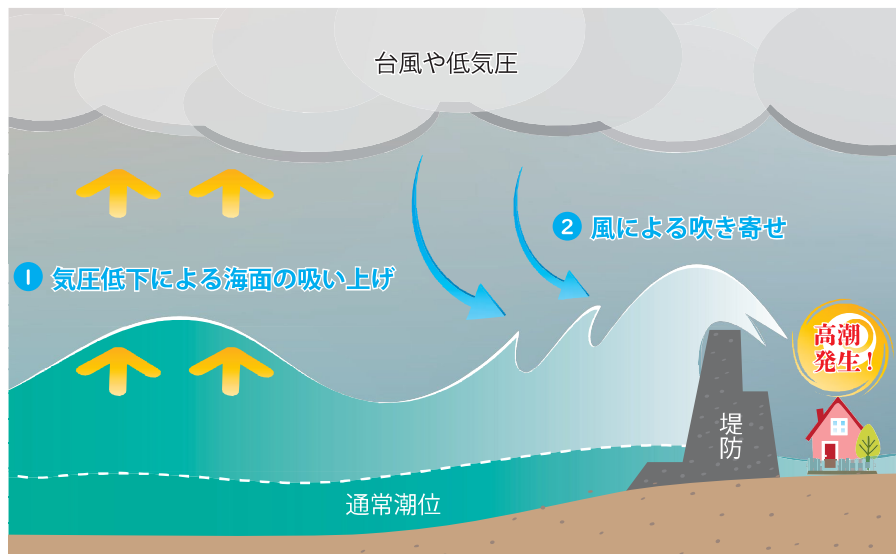 台風や低気圧
❷ 風による吹き寄せ
❶ 気圧低下による海面の吸い上げ
高潮
発生！
堤防
通常潮位